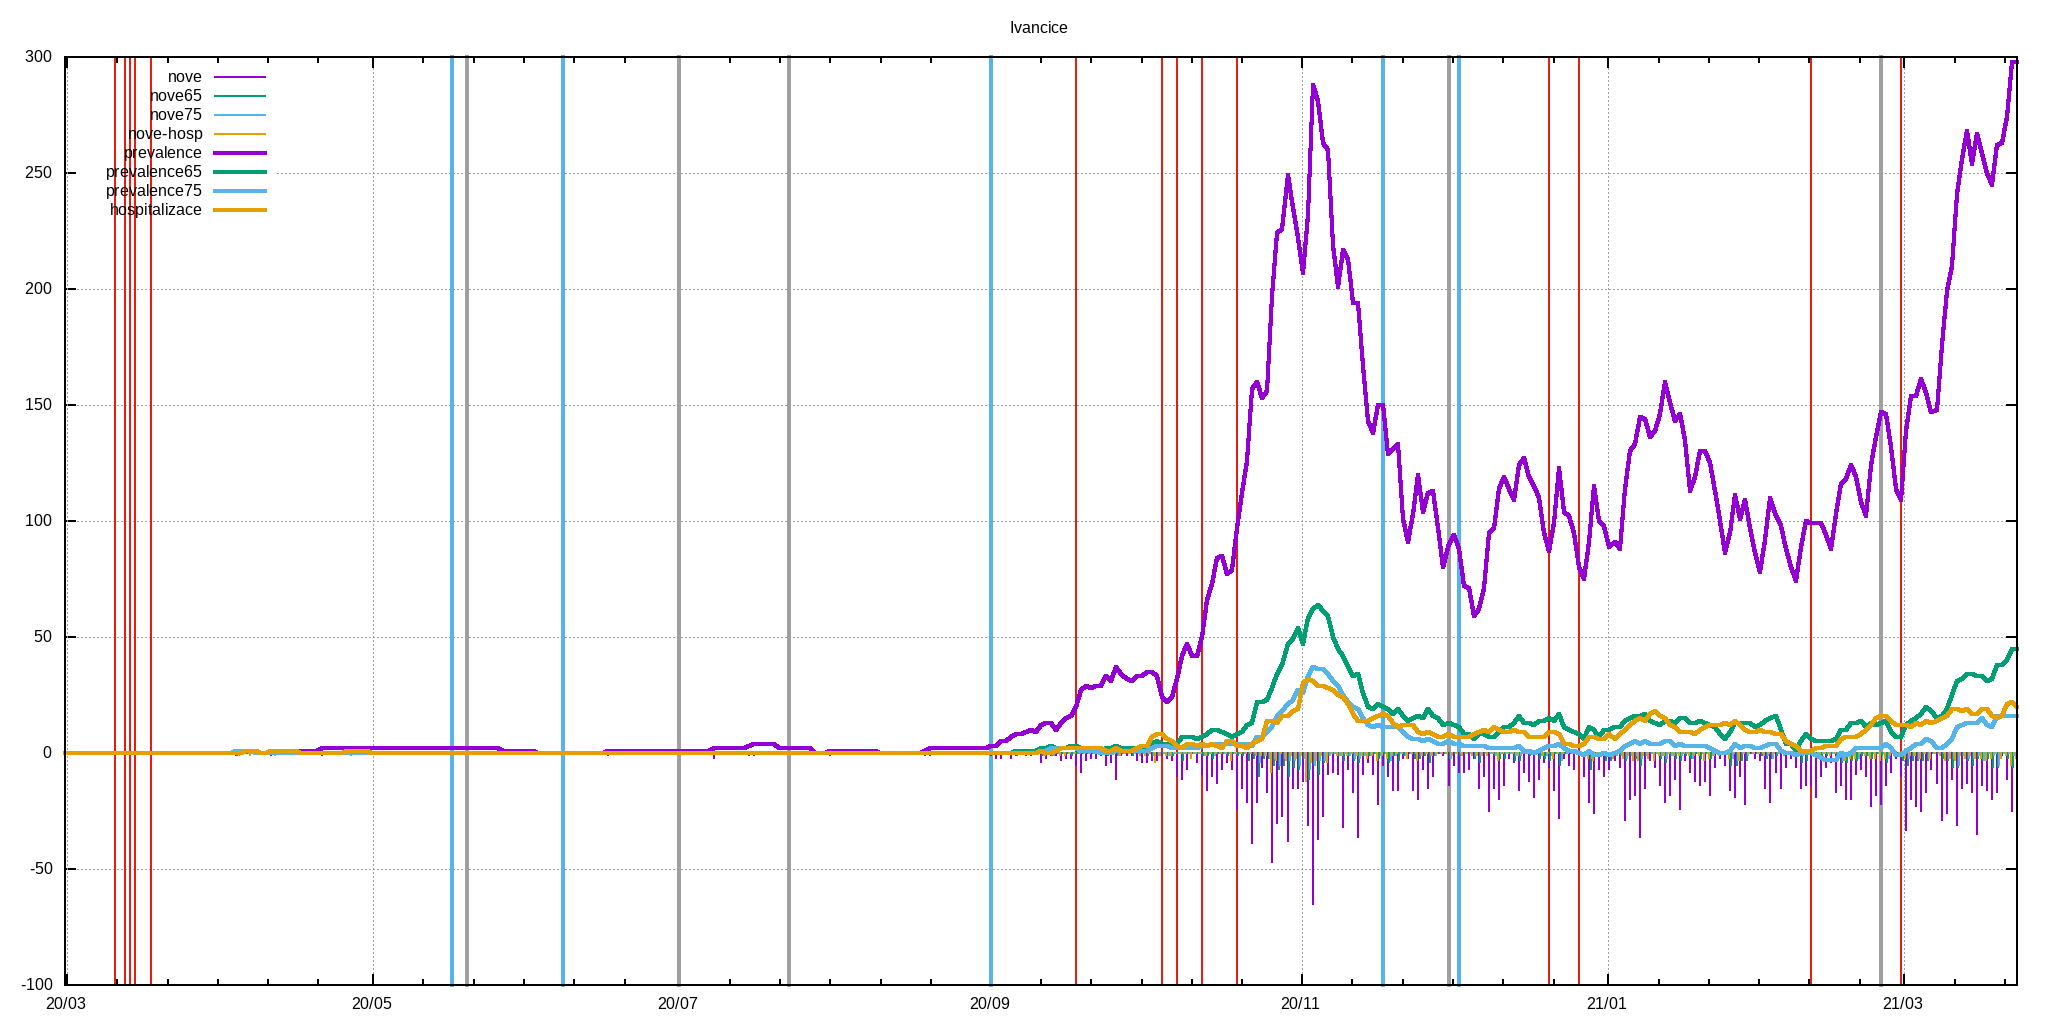 Ivancice
300
250
200
150
100
50
0
-50
-100
nove
nove65
nove75
nove-hosp
prevalence
prevalence65
prevalence75
hospitalizace
20/03
20/05
20/07
20/09
20/11
21/01
21/03